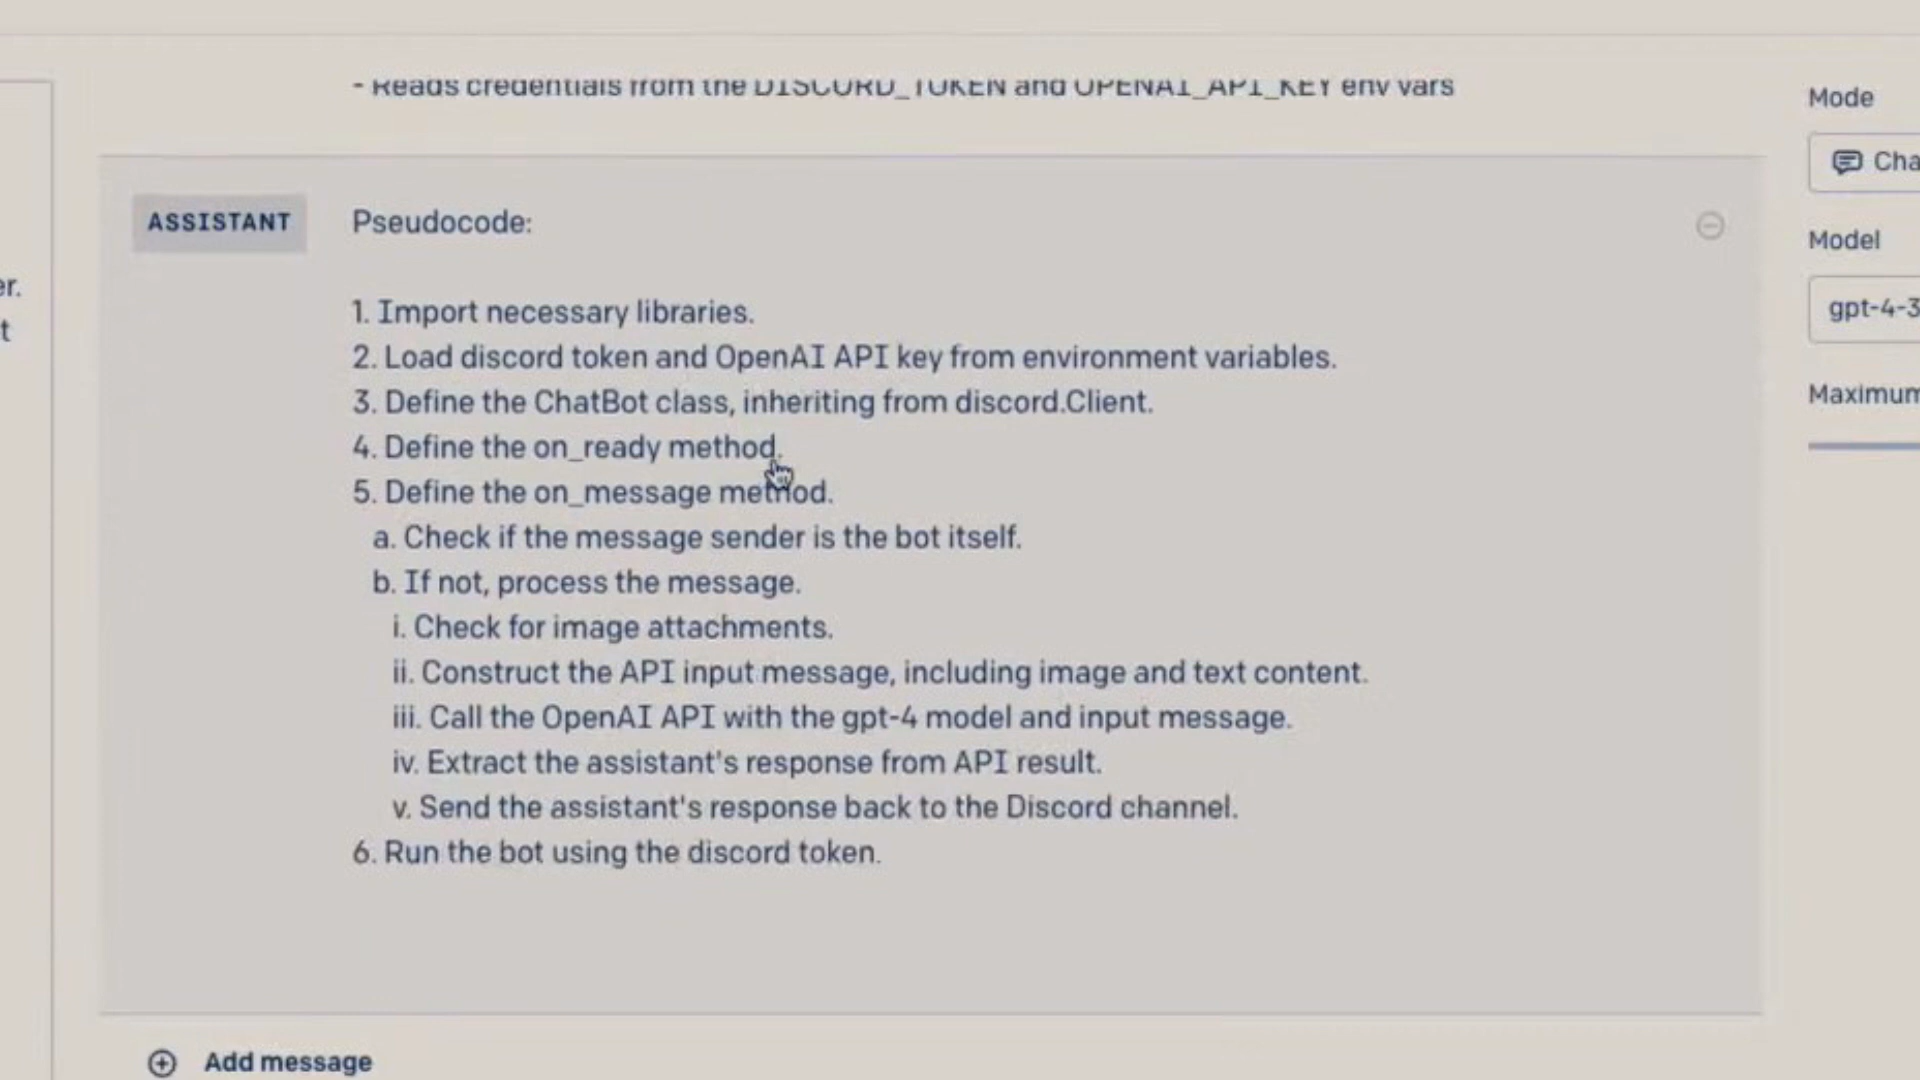 - Reads credentials from the DISCORD_TOKEN and OPENAI_API_KEY env vars
ASSISTANT
Pseudocode:
1. Import necessary libraries.
2. Load discord token and OpenAI API key from environment variables.
3. Define the ChatBot class, inheriting from discord.Client.
4. Define the on_ready method.
5. Define the on_message method.
a. Check if the message sender is the bot itself.
b. If not, process the message.
i. Check for image attachments.
ii. Construct the API input message, including image and text content.
iii. Call the OpenAI API with the gpt-4 model and input message.
iv. Extract the assistant's response from API result.
v. Send the assistant's response back to the Discord channel.
6. Run the bot using the discord token.
Add message
er.
t
Mode
Cha
Model
gpt-4-3
Maximum